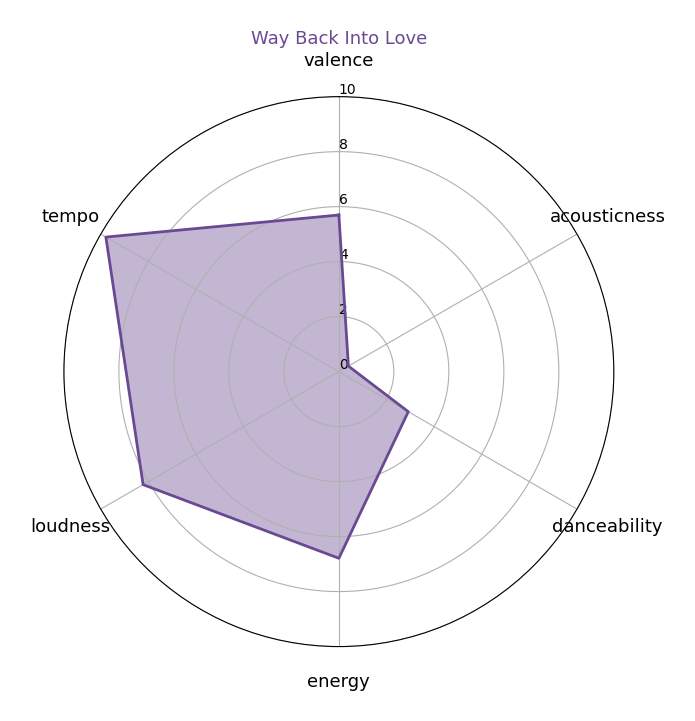 Way Back Into Love
valence
10
8
tempo
6
acousticness
4
2
0
loudness
danceability
energy